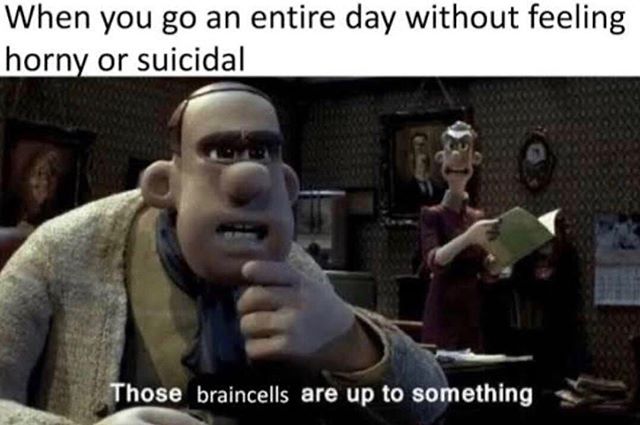 When you go an entire day without feeling
horny or suicidal
Those braincells are up to something